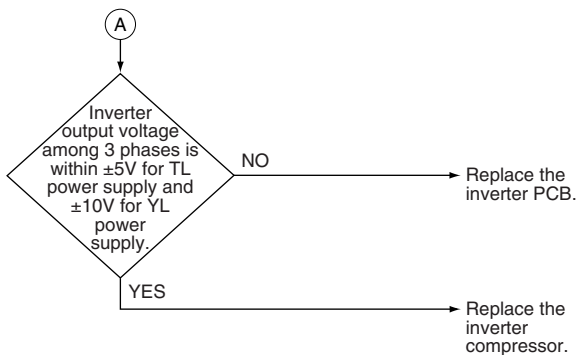 A
Inverter
output voltage
among 3 phases is
within ±5V for TL
power supply and
±10V for YL
power
supply.
NO
Replace the
inverter PCB.
YES
Replace the
inverter
compressor.